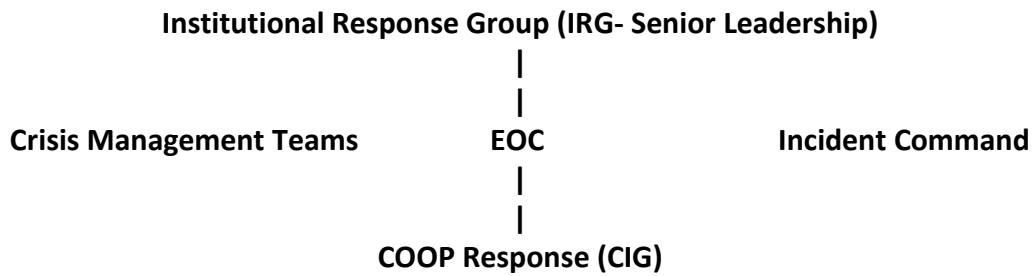 Institutional Response Group (IRG- Senior Leadership)
|
|
Crisis Management Teams EOC Incident Command
|
|
COOP Response (CIG)